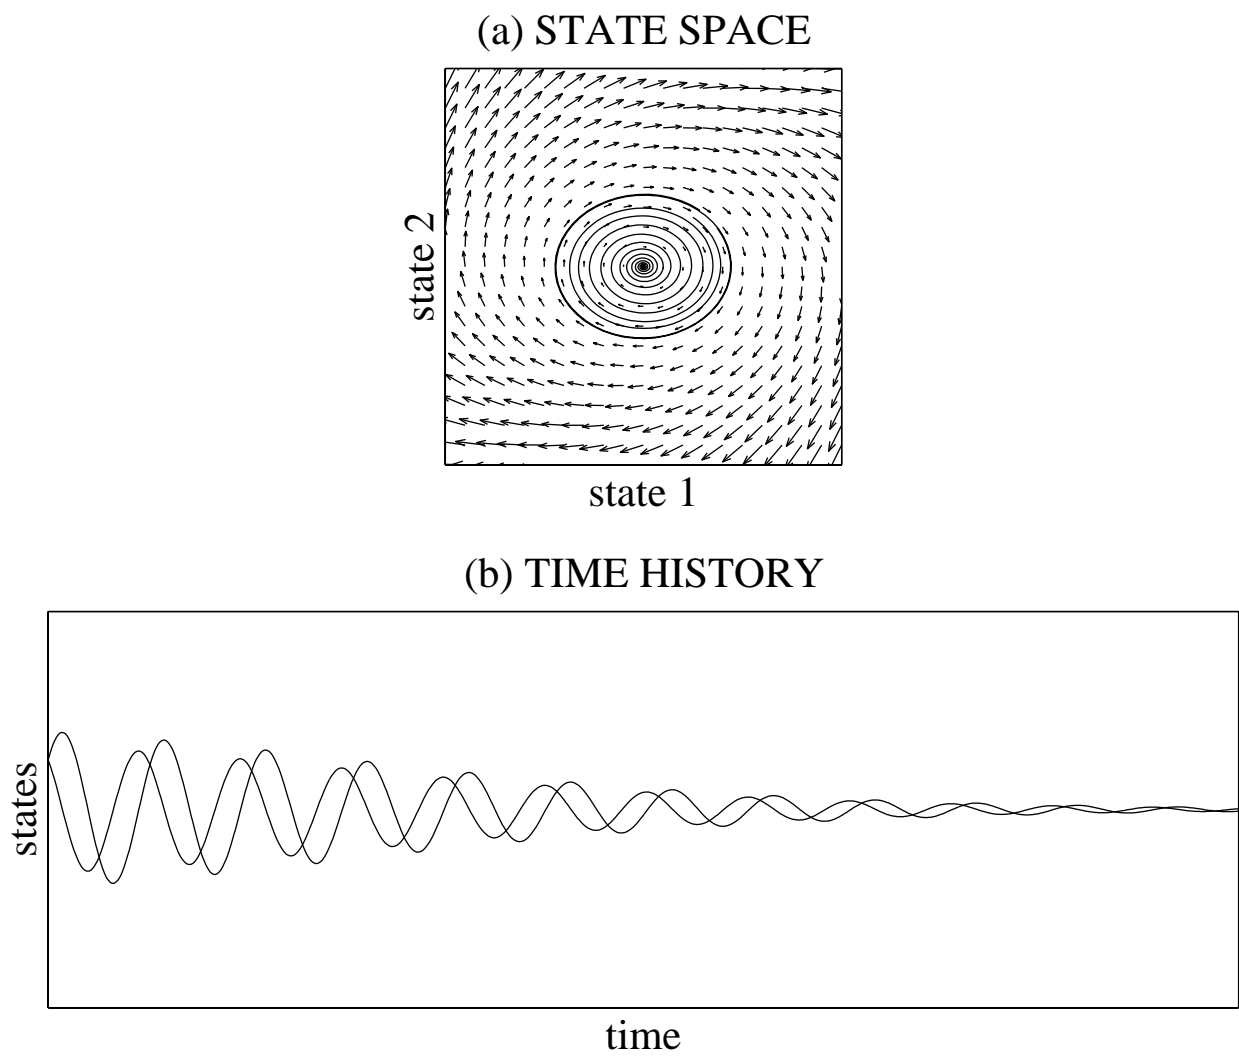 (a) STATE SPACE
state 2
state 1
(b) TIME HISTORY
states
time